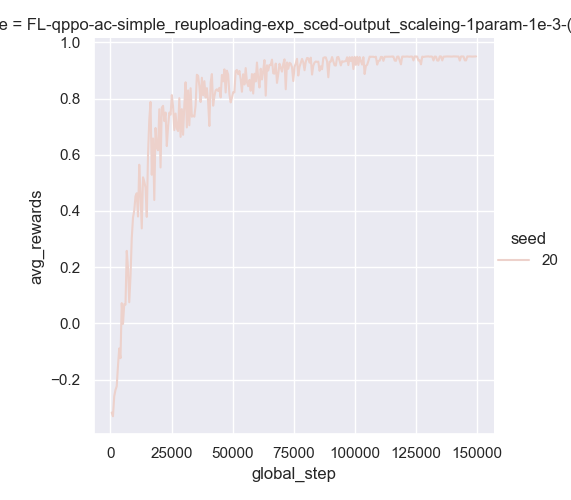 e = FL-qppo-ac-simple_reuploading-exp_sced-output_scaleing-1param-1e-3-(
1.0
0.8
0.6
0.4
0.2
0.0
−0.2
avg_rewards
seed
20
0 25000 50000 75000 100000 125000 150000
global_step